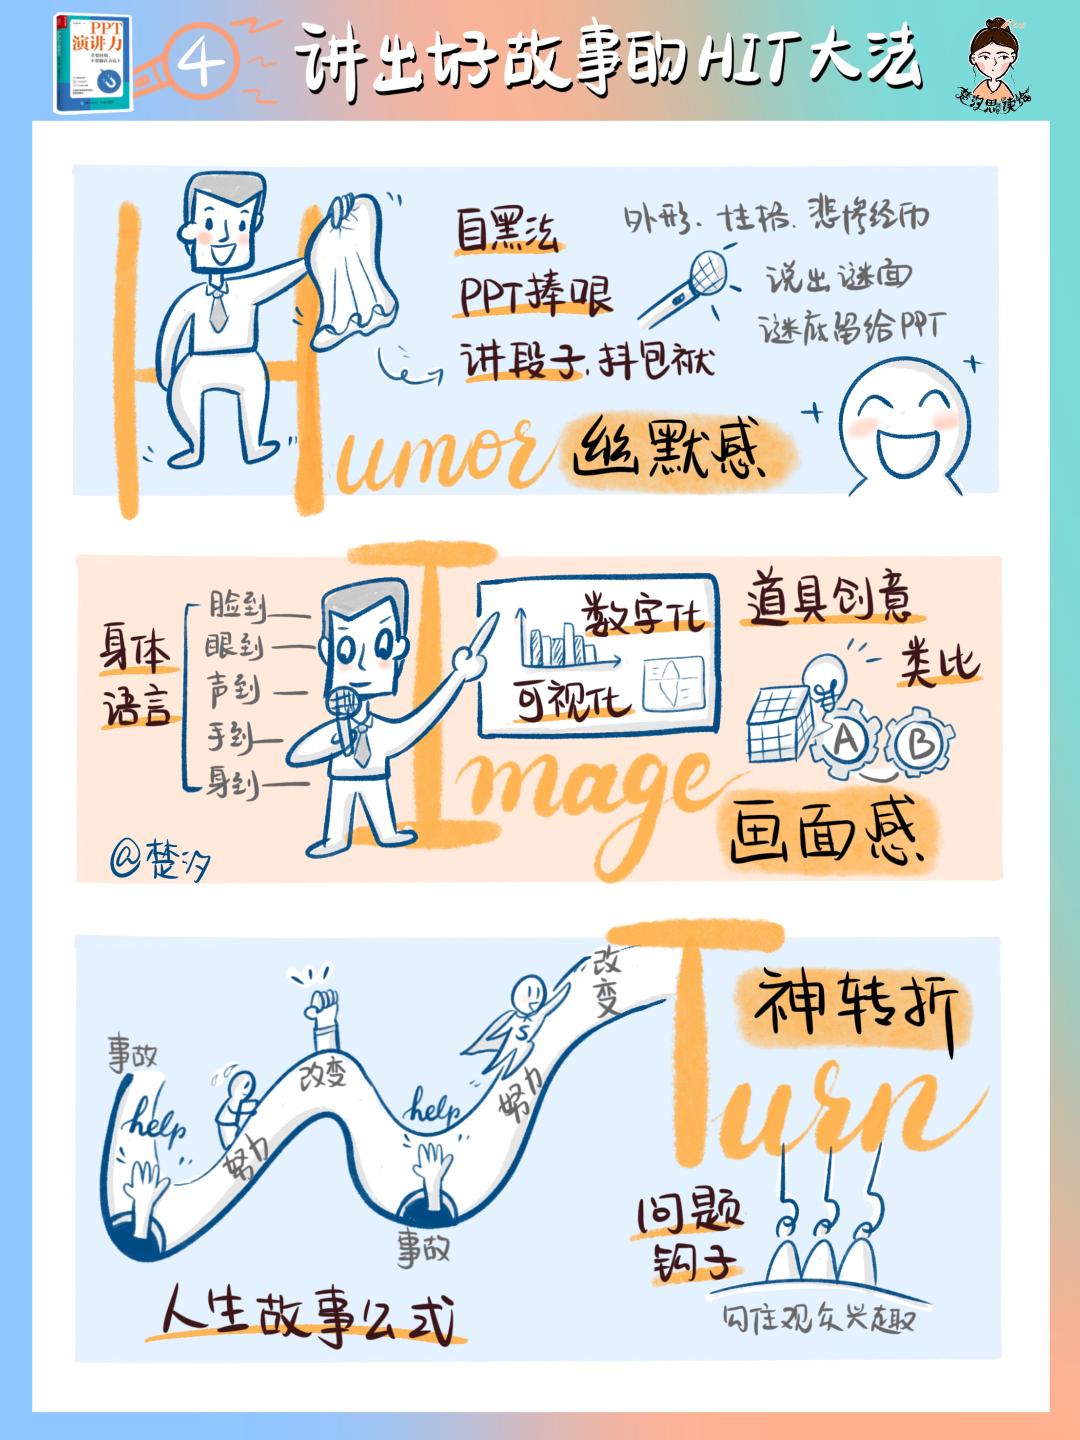 PPT
演讲力
4
讲出好故事的HIT大法
楚汐思维读绘
自黑法
外形、性格、悲惨经历
PPT捧哏
说出谜面
谜底留给PPT
讲段子、抖包袱
Humor
幽默感
身体
语言
脸到
眼到
声到
手到
身到
数字化
可视化
道具创意
类比
A
B
Image
画面感
@楚汐
神转折
Turn
事故
help
努力
改变
help
事故
努力
S
改变
人生故事公式
问题
钩子
勾住观众兴趣